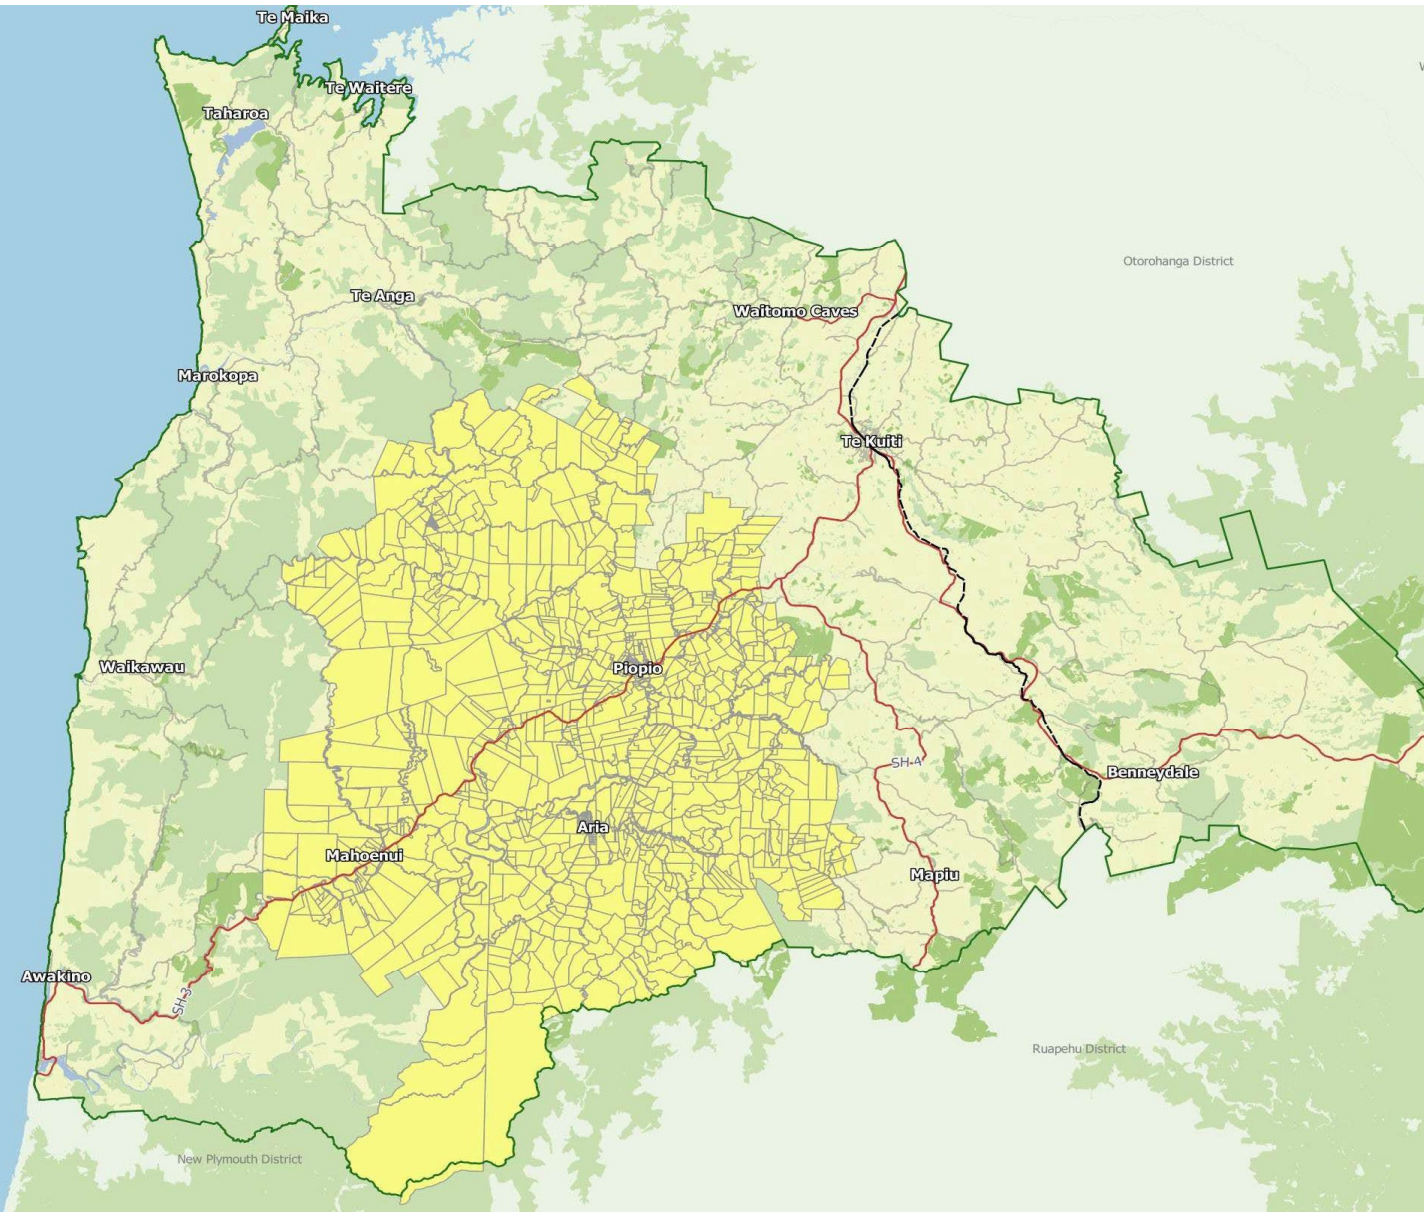 Te Maika
Te Waitere
Taharoa
Otorohanga District
Te Anga
Waitomo Caves
Marokopa
Te Kuiti
Waikawau
Piopio
SH 4
Benneydale
Aria
Mahoenui
Mapiu
Awakino
SH 3
Ruapehu District
New Plymouth District